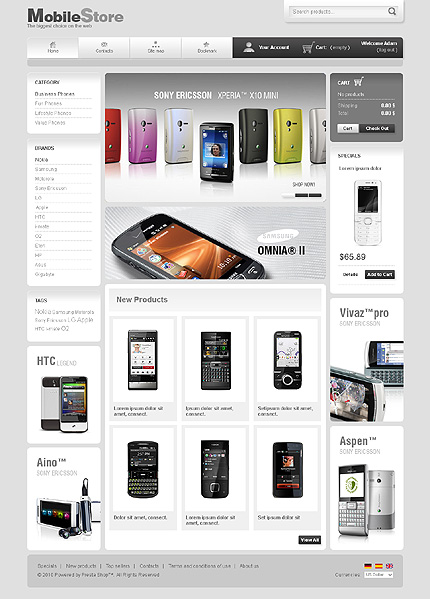 MobileStore
The biggest choice on the web
Search products...
Home
Contacts
Site map
Bookmark
Your Account
Cart: (empty)
Welcome Adam
(log out)
CATEGORY
Business Phones
Fun Phones
Lifestyle Phones
Value Phones
BRANDS
Nokia
Samsung
Motorola
Sony Ericsson
LG
Apple
HTC
i-mate
O2
Eten
HP
Asus
Gigabyte
TAGS
Nokia Samsung Motorola
Sony Ericsson LG Apple
HTC i-mate O2
HTC LEGEND
Aino™
SONY ERICSSON
SONY ERICSSON XPERIA™ X10 MINI
SHOP NOW!
SAMSUNG
OMNIA® II
New Products
Lorem ipsum dolor sit amet, consect.
Ipsum dolor sit amet, consect.
Set ipsum dolor sit amet, consect.
Dolor sit amet, consect.
Lorem ipsum dolor sit amet, consect.
Set ipsum dolor sit
View All
CART
No products
Shipping 0.00 $
Total 0.00 $
Cart
Check Out
SPECIALS
Lorem ipsum dolor
$65.89
Details
Add to Cart
Vivaz™pro
SONY ERICSSON
Aspen™
SONY ERICSSON
Specials | New products | Top sellers | Contacts | Terms and conditions of use | About us
© 2010 Powered by Presta Shop™. All Rights Reserved
Currencies: US Dollar